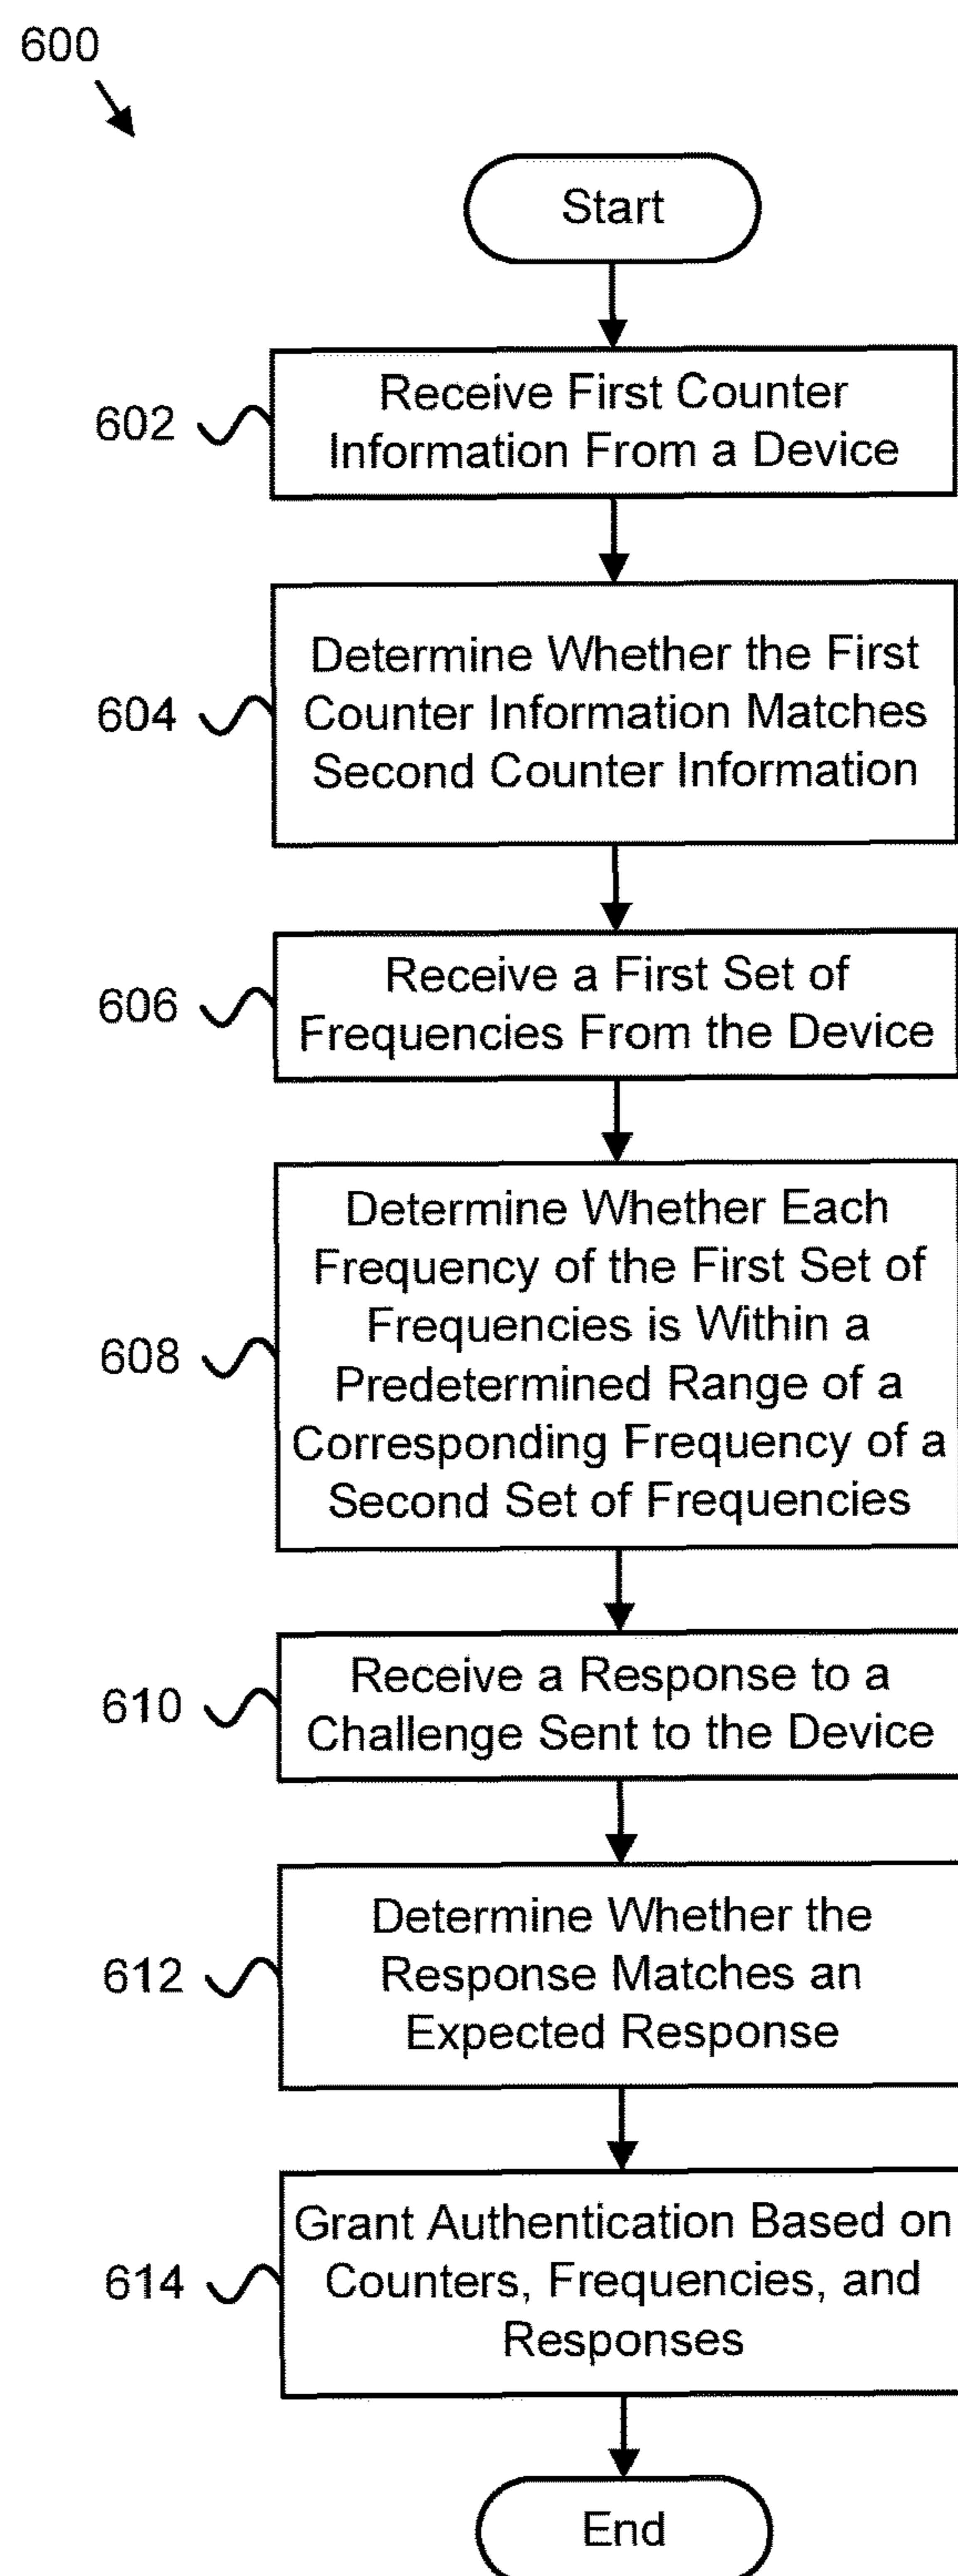 600
Start
602
Receive First Counter
Information From a Device
604
Determine Whether the First
Counter Information Matches
Second Counter Information
606
Receive a First Set of
Frequencies From the Device
608
Determine Whether Each
Frequency of the First Set of
Frequencies is Within a
Predetermined Range of a
Corresponding Frequency of a
Second Set of Frequencies
610
Receive a Response to a
Challenge Sent to the Device
612
Determine Whether the
Response Matches an
Expected Response
614
Grant Authentication Based on
Counters, Frequencies, and
Responses
End